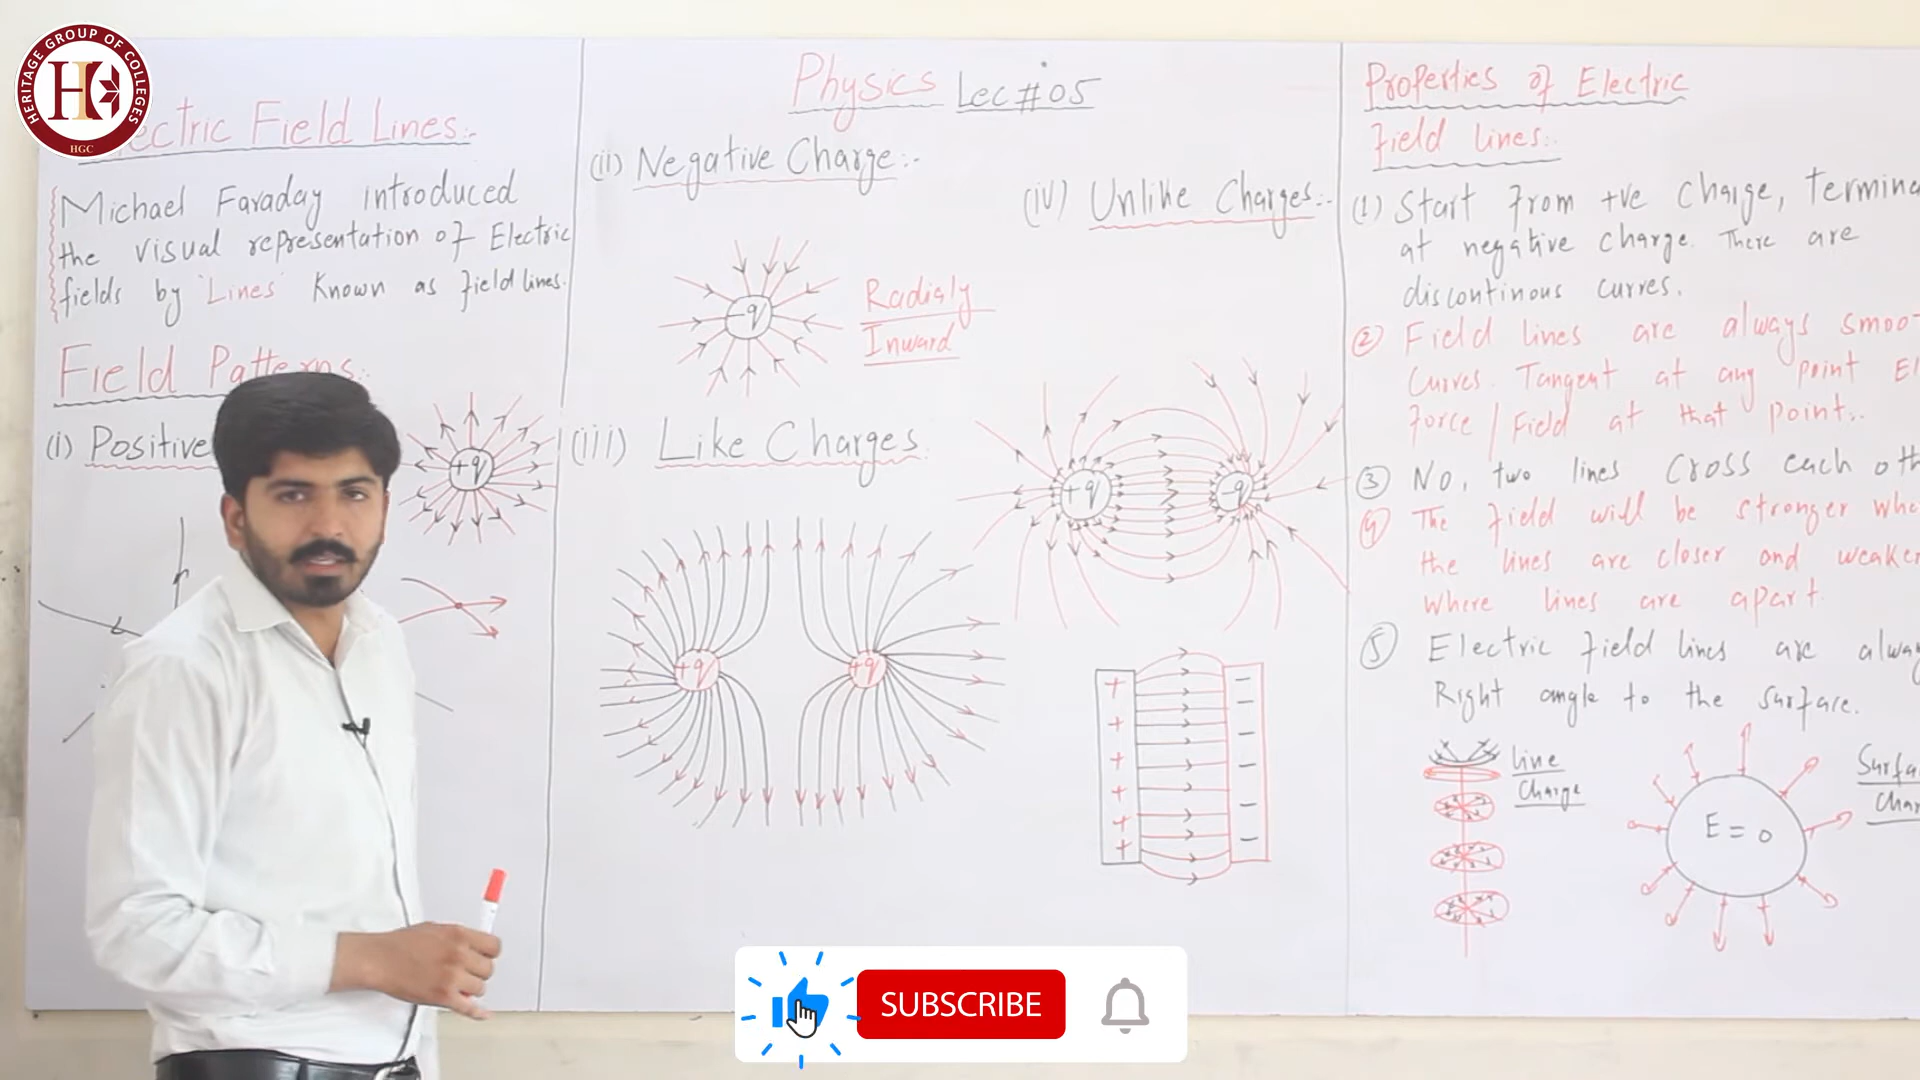 HERITAGE GROUP OF COLLEGES
HGC
Physics Lec#05
ectric Field Lines:-
Michael Faraday introduced
the visual representation of Electric
fields by 'Lines' Known as field lines.
Field Patterns:-
(i) Positive
+q
(ii) Negative Charge:-
-q
Radialy
Inward
(iii) Like Charges:
+q +q
(iv) Unlike Charges:-
+q -q
+ −
+ −
+ −
+ −
+ −
+ −
Properties of Electric
field lines:-
(1) Start from +ve charge, termina
at negative charge. There are
discontinous curves.
(2) Field lines are always smoo
Curves. Tangent at any point El
force / Field at that point:.
(3) No, two lines cross each oth
(4) The field will be stronger whe
the lines are closer and weaker
where lines are apart.
(5) Electric field lines are alway
Right angle to the surface.
Line
Charge
E = 0
Surfa
Char
SUBSCRIBE